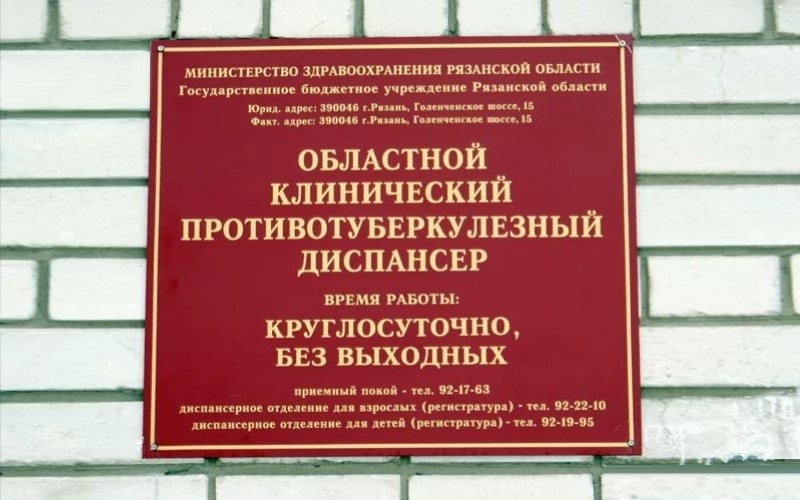 МИНИСТЕРСТВО ЗДРАВООХРАНЕНИЯ РЯЗАНСКОЙ ОБЛАСТИ
Государственное бюджетное учреждение Рязанской области
Юрид. адрес: 390046 г.Рязань, Голенченское шоссе, 15
Факт. адрес: 390046 г.Рязань, Голенченское шоссе, 15
ОБЛАСТНОЙ
КЛИНИЧЕСКИЙ
ПРОТИВОТУБЕРКУЛЕЗНЫЙ
ДИСПАНСЕР
ВРЕМЯ РАБОТЫ:
КРУГЛОСУТОЧНО,
БЕЗ ВЫХОДНЫХ
приемный покой - тел. 92-17-63
диспансерное отделение для взрослых (регистратура) - тел. 92-22-10
диспансерное отделение для детей (регистратура) - тел. 92-19-95